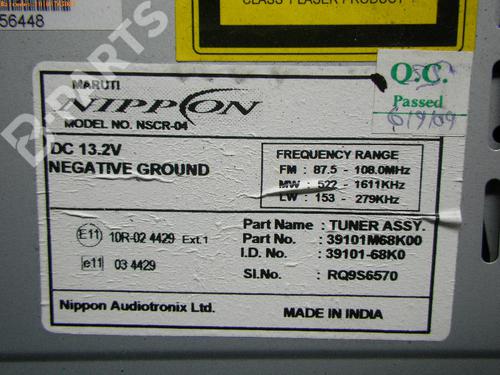 56448
CLASS 1 LASER PRODUCT
Q.C.
Passed
MARUTI
NIPPON
MODEL NO. NSCR-04
DC 13.2V
NEGATIVE GROUND
FREQUENCY RANGE
FM : 87.5 - 108.0MHz
MW : 522 - 1611KHz
LW : 153 - 279KHz
E11 10R-02 4429 Ext.1
e11 03 4429
Part Name : TUNER ASSY.
Part No. : 39101M68K00
I.D. No. : 39101-68K0
Sl.No. : RQ9S6570
Nippon Audiotronix Ltd.
MADE IN INDIA